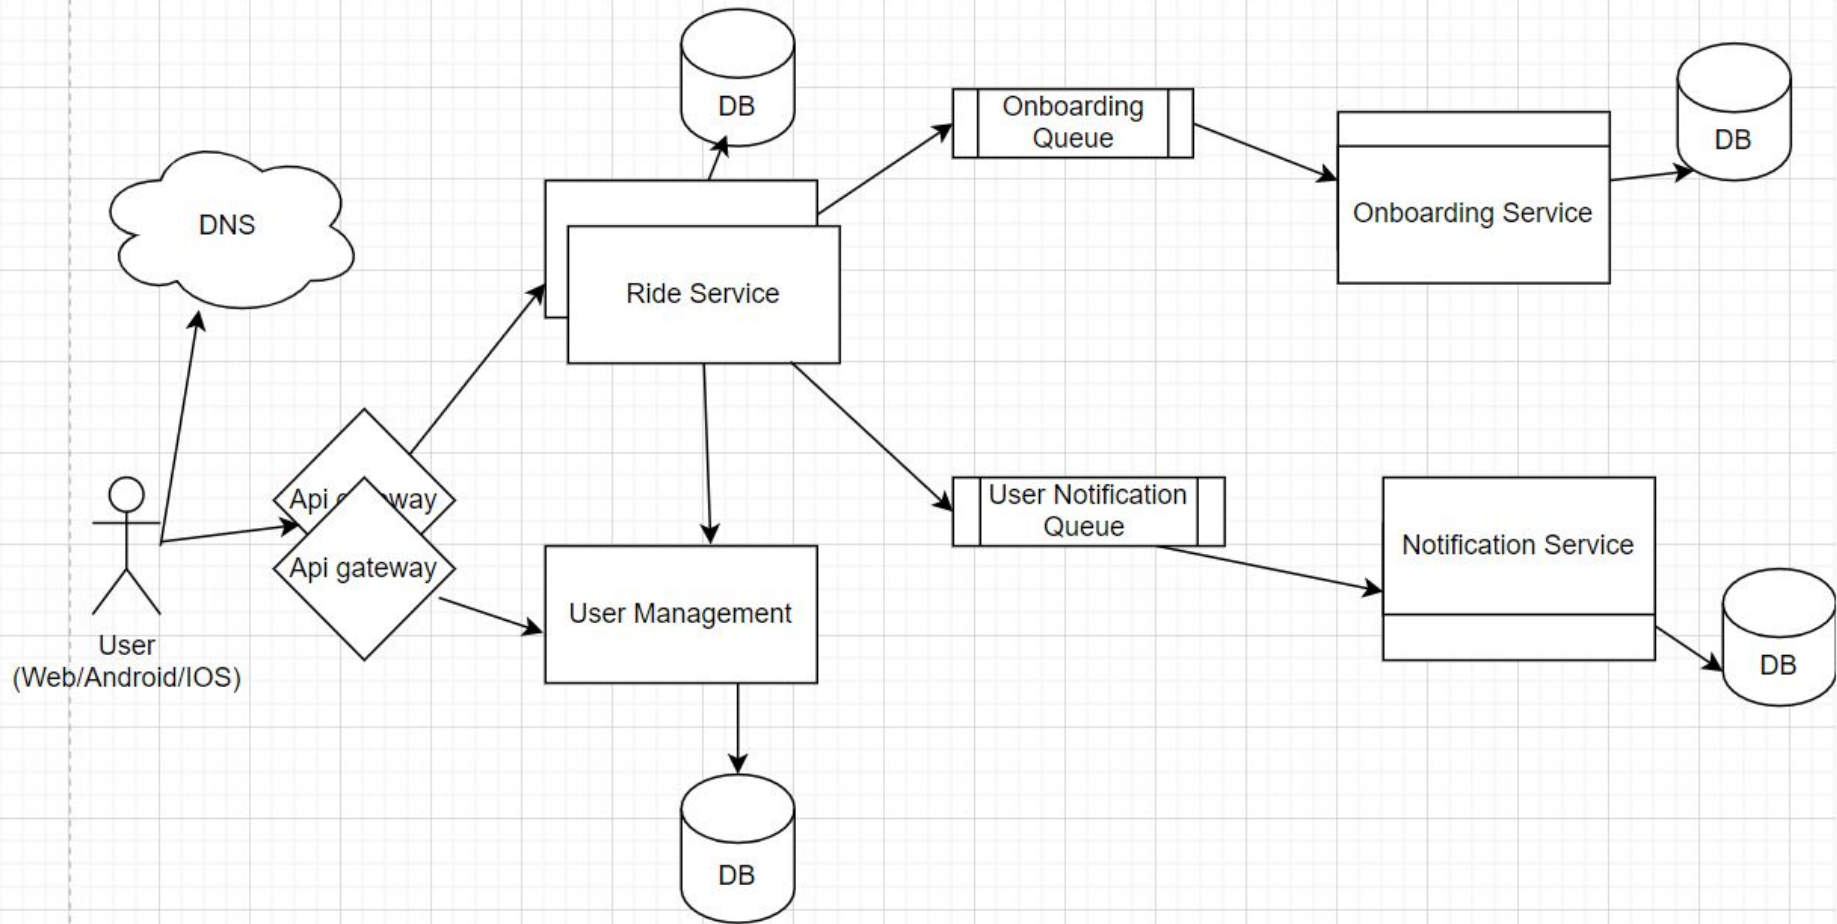 DB
Onboarding
Queue
DB
DNS
Onboarding Service
Ride Service
Api gateway
User Notification
Queue
Notification Service
Api gateway
User Management
User
(Web/Android/IOS)
DB
DB